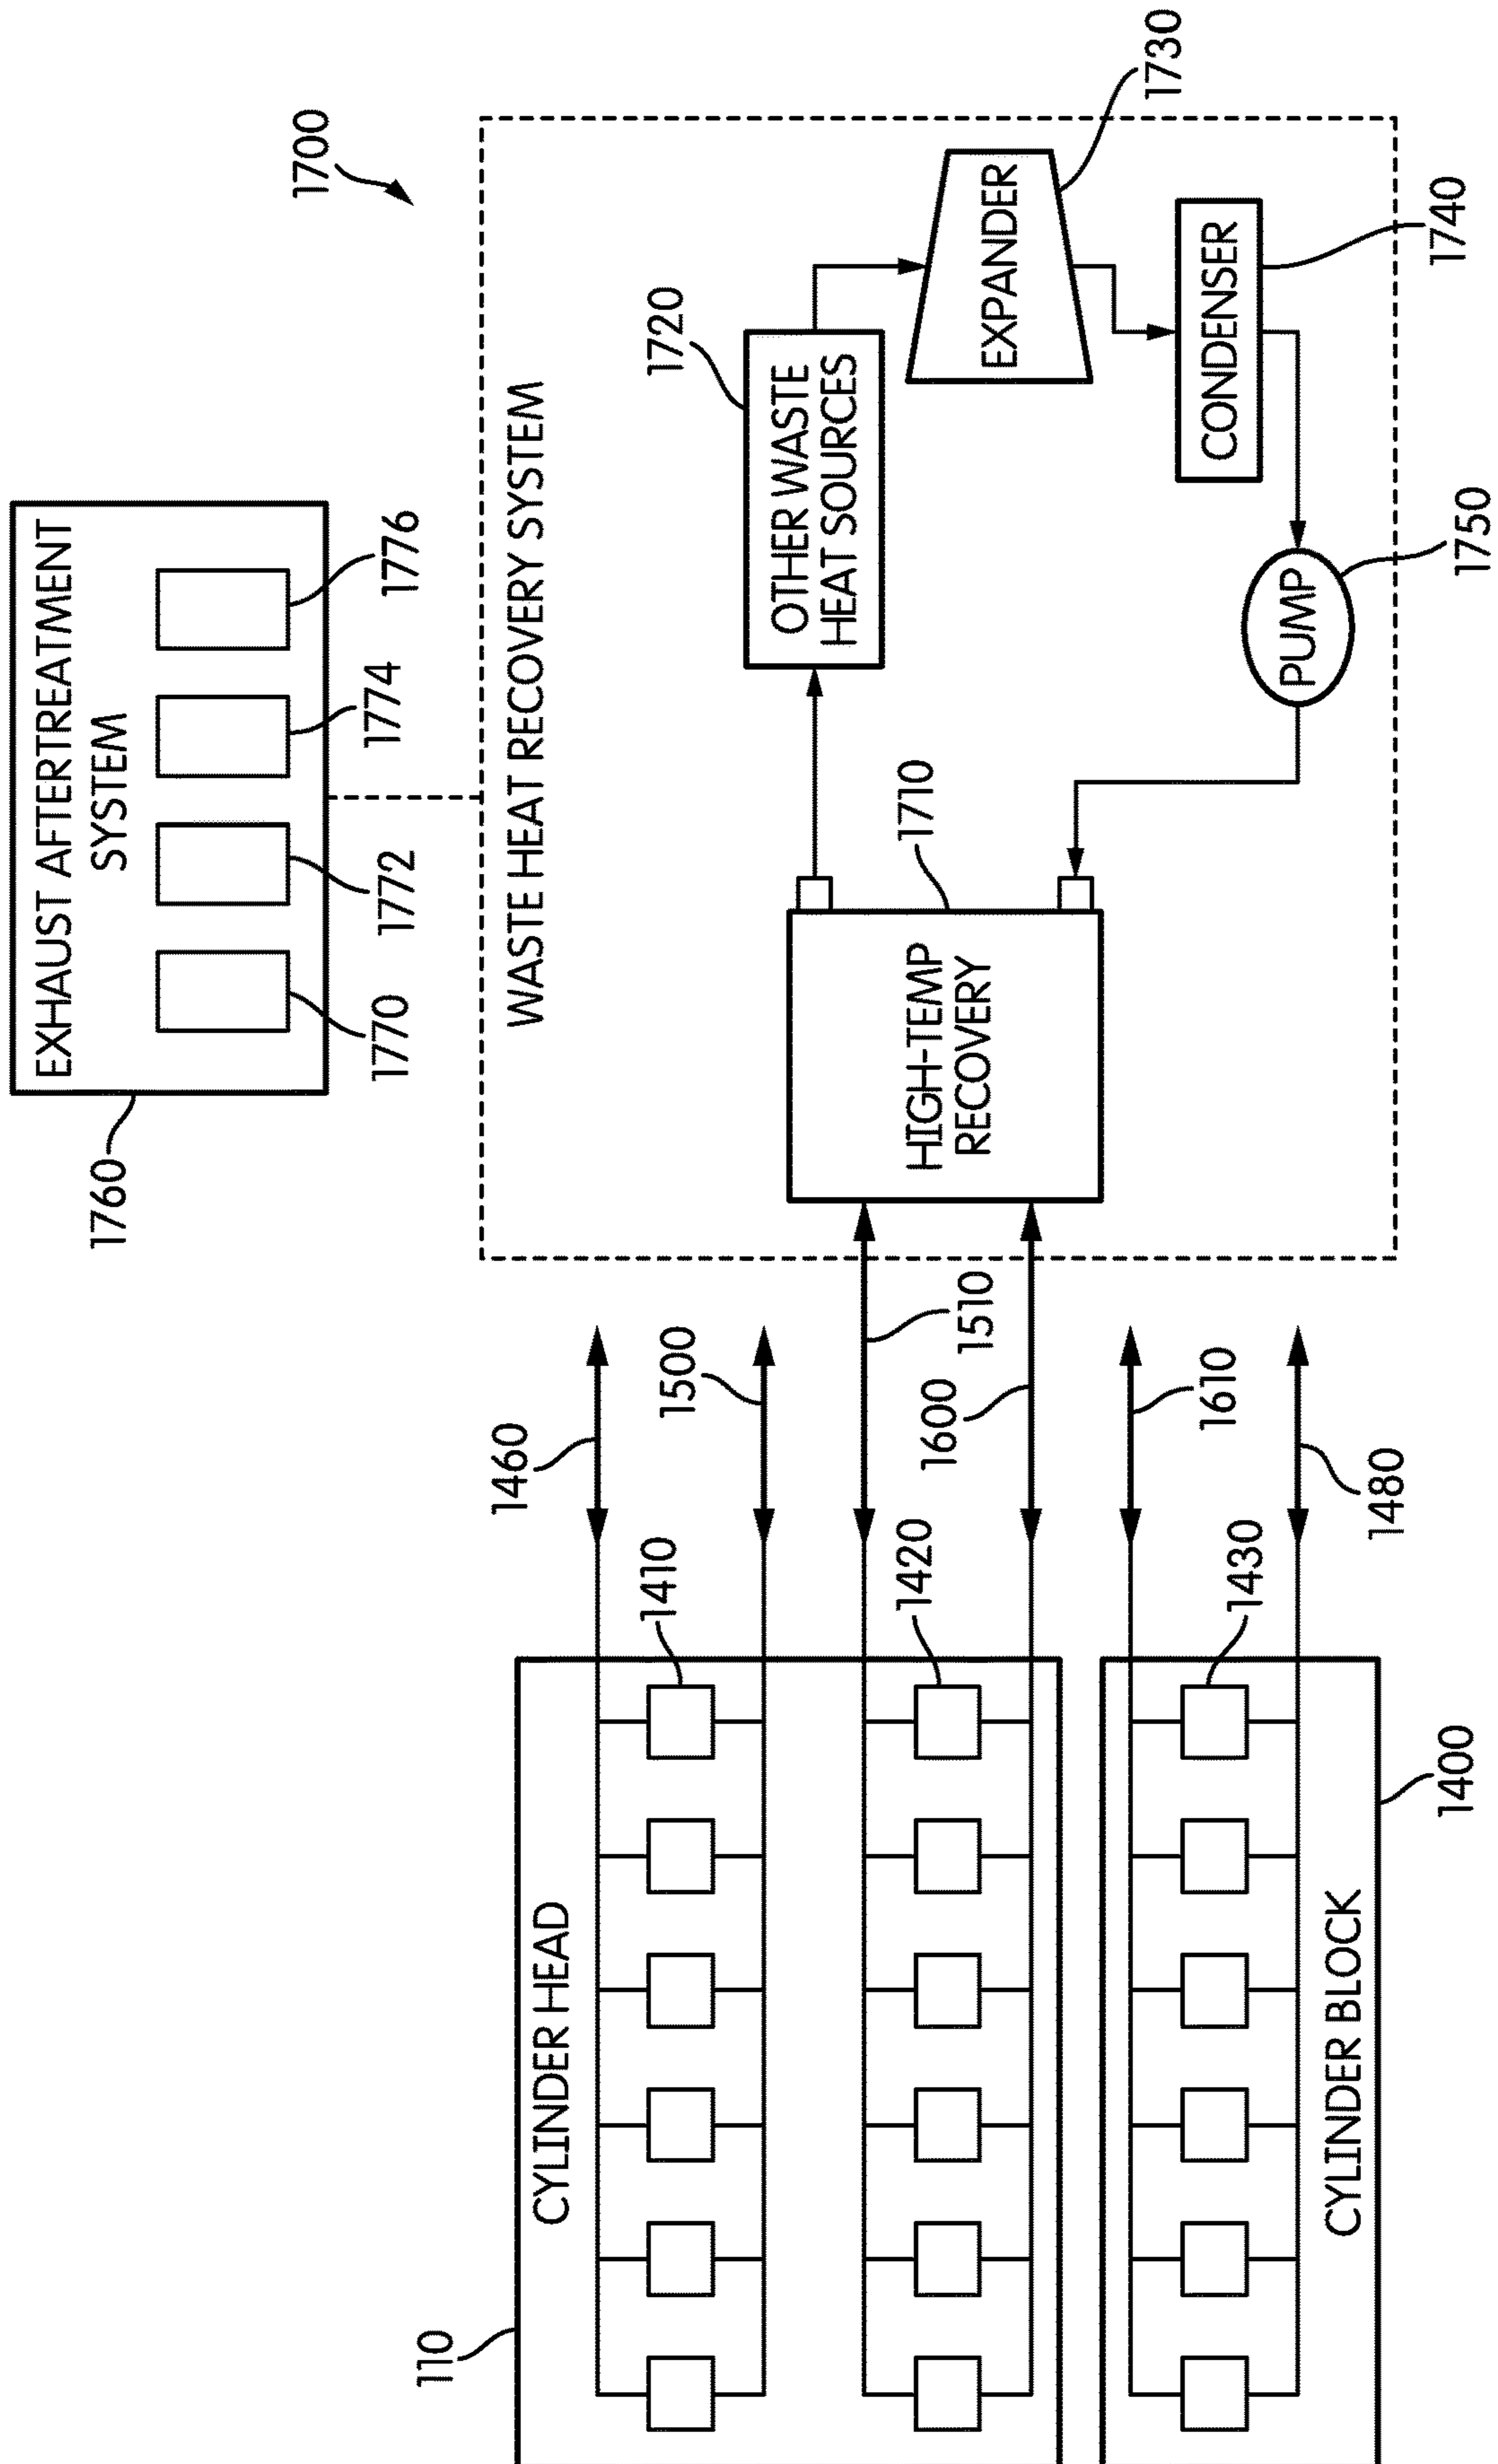 1700
EXHAUST AFTERTREATMENT
SYSTEM
1760
1770
1772
1774
1776
WASTE HEAT RECOVERY SYSTEM
1720
OTHER WASTE
HEAT SOURCES
EXPANDER
1730
CONDENSER
1740
PUMP
1750
1710
HIGH-TEMP
RECOVERY
110
CYLINDER HEAD
1460
1410
1500
1510
1420
1600
1610
1430
1480
CYLINDER BLOCK
1400